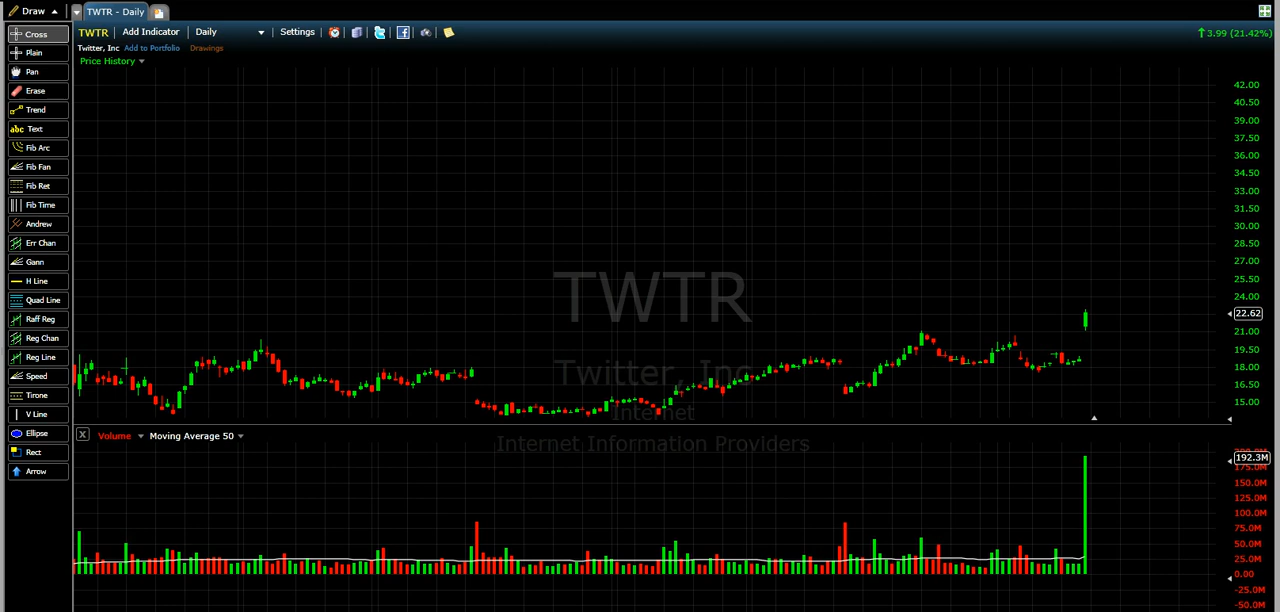 Draw
TWTR - Daily
TWTR Add Indicator Daily Settings
3.99 (21.42%)
Twitter, Inc Add to Portfolio Drawings
Price History
Cross
Plain
Pan
Erase
Trend
abc Text
Fib Arc
Fib Fan
Fib Ret
Fib Time
Andrew
Err Chan
Gann
H Line
Quad Line
Raff Reg
Reg Chan
Reg Line
Speed
Tirone
V Line
Ellipse
Rect
Arrow
42.00
40.50
39.00
37.50
36.00
34.50
33.00
31.50
30.00
28.50
27.00
25.50
24.00
22.62
21.00
19.50
18.00
16.50
15.00
TWTR
Twitter, Inc
Internet
Internet Information Providers
X Volume Moving Average 50
192.3M
175.0M
150.0M
125.0M
100.0M
75.0M
50.0M
25.0M
0.00
-25.0M
-50.0M